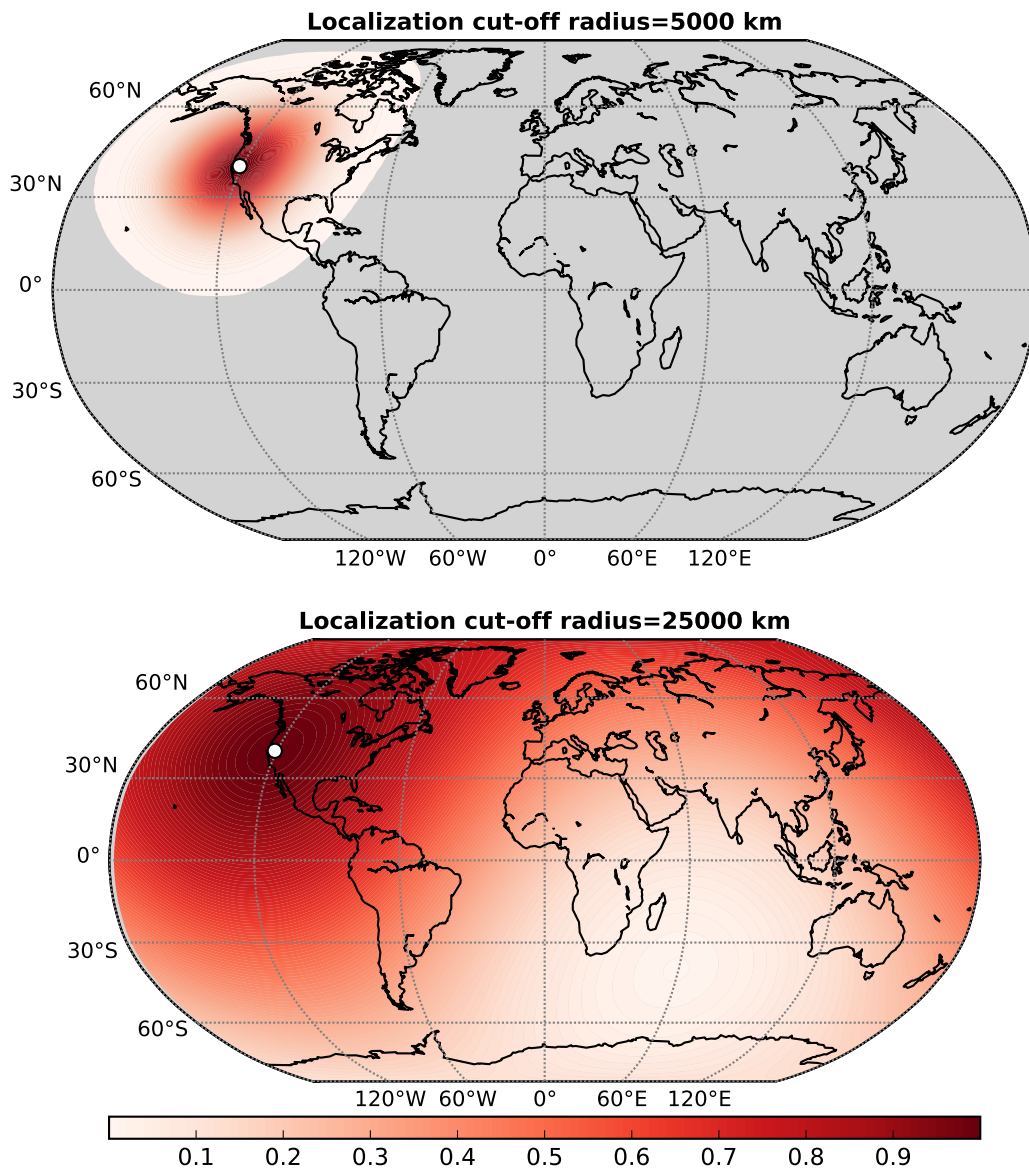 Localization cut-off radius=5000 km
60°N
30°N
0°
30°S
60°S
120°W 60°W 0° 60°E 120°E
Localization cut-off radius=25000 km
60°N
30°N
0°
30°S
60°S
120°W 60°W 0° 60°E 120°E
0.1 0.2 0.3 0.4 0.5 0.6 0.7 0.8 0.9